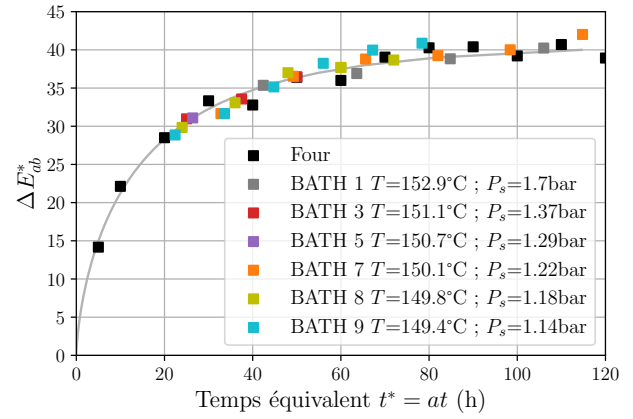 45
40
35
30
25
20
15
10
5
0
ΔE*ab
Four
BATH 1 T=152.9°C ; Ps=1.7bar
BATH 3 T=151.1°C ; Ps=1.37bar
BATH 5 T=150.7°C ; Ps=1.29bar
BATH 7 T=150.1°C ; Ps=1.22bar
BATH 8 T=149.8°C ; Ps=1.18bar
BATH 9 T=149.4°C ; Ps=1.14bar
0 20 40 60 80 100 120
Temps équivalent t* = at (h)